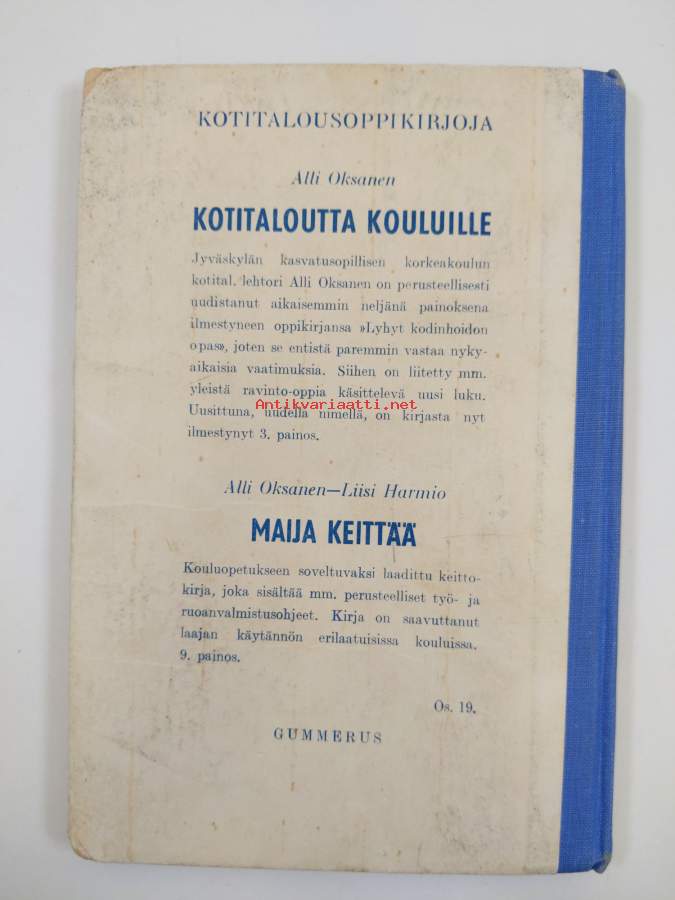 KOTITALOUSOPPIKIRJOJA
Alli Oksanen
KOTITALOUTTA KOULUILLE
Jyväskylän kasvatusopillisen korkeakoulun
kotital. lehtori Alli Oksanen on perusteellisesti
uudistanut aikaisemmin neljänä painoksena
ilmestyneen oppikirjansa »Lyhyt kodinhoidon
opas», joten se entistä paremmin vastaa nyky-
aikaisia vaatimuksia. Siihen on liitetty mm.
yleistä ravinto-oppia käsittelevä uusi luku.
Antikvariaatti.net
Uusittuna, uudella nimellä, on kirjasta nyt
ilmestynyt 3. painos.
Alli Oksanen—Liisi Harmio
MAIJA KEITTÄÄ
Kouluopetukseen soveltuvaksi laadittu keitto-
kirja, joka sisältää mm. perusteelliset työ- ja
ruoanvalmistusohjeet. Kirja on saavuttanut
laajan käytännön erilaatuisissa kouluissa.
9. painos.
Os. 19.
GUMMERUS